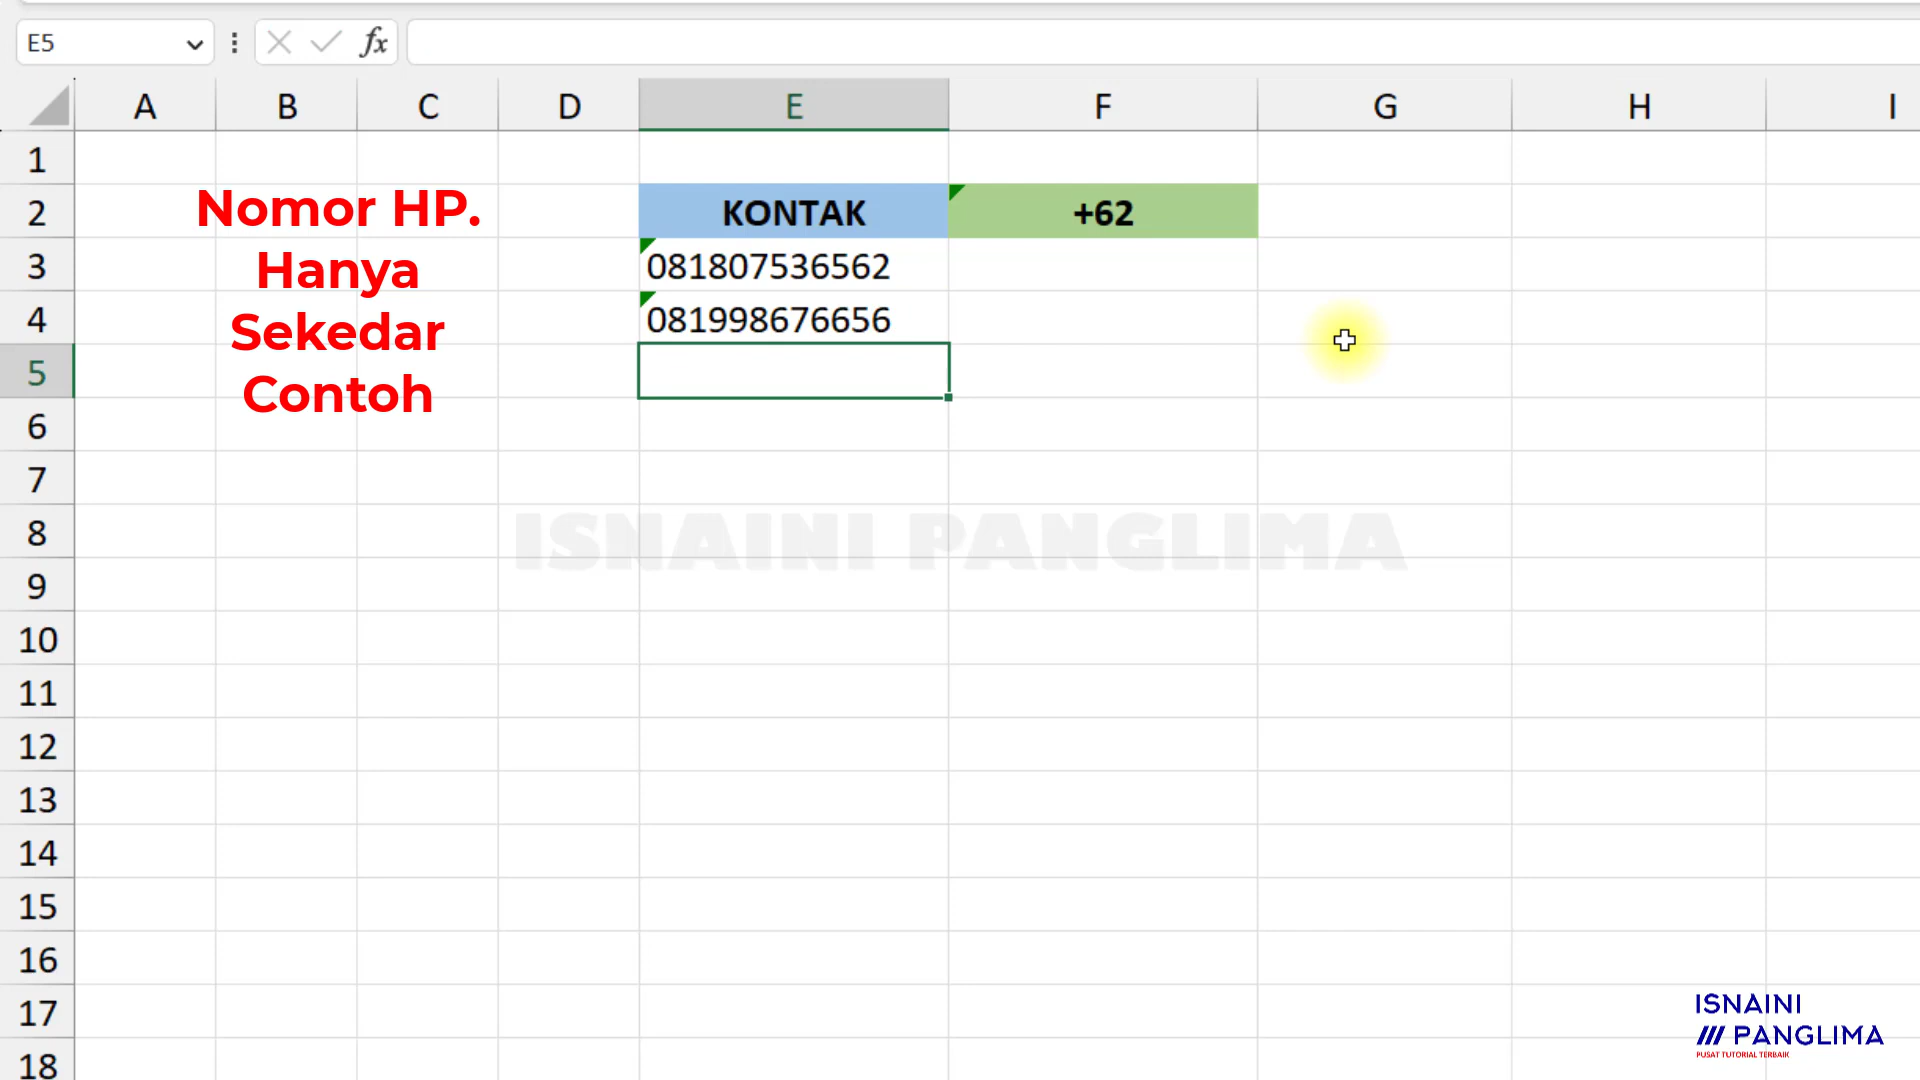 E5
fx
A B C D E F G H I
1
Nomor HP.
Hanya
Sekedar
Contoh
2 KONTAK +62
3 081807536562
4 081998676656
5
6
7
8
ISNAINI PANGLIMA
9
10
11
12
13
14
15
16
17
18
ISNAINI
PANGLIMA
PUSAT TUTORIAL TERBAIK